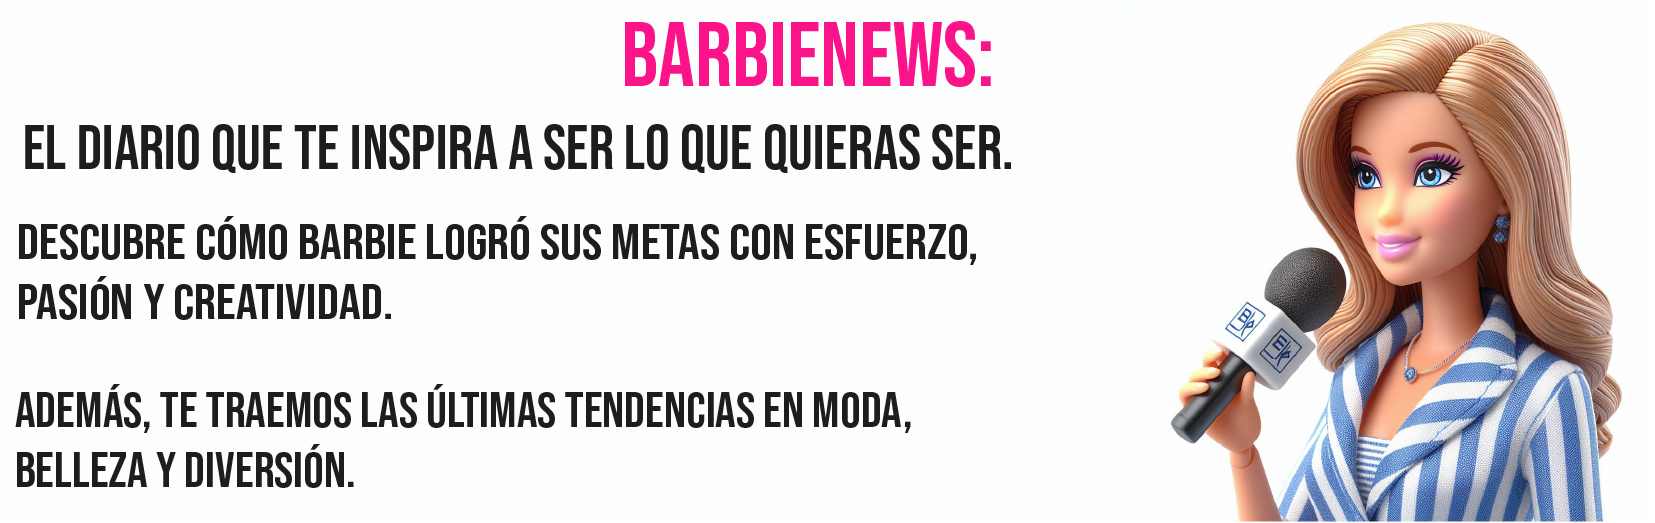 BARBIENEWS:
EL DIARIO QUE TE INSPIRA A SER LO QUE QUIERAS SER.
DESCUBRE CÓMO BARBIE LOGRÓ SUS METAS CON ESFUERZO,
PASIÓN Y CREATIVIDAD.
ADEMÁS, TE TRAEMOS LAS ÚLTIMAS TENDENCIAS EN MODA,
BELLEZA Y DIVERSIÓN.